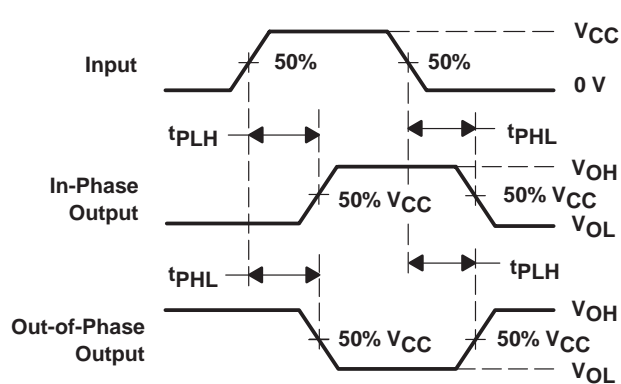 VCC
Input
50%
50%
0 V
tPLH
tPHL
VOH
In-Phase
Output
50% VCC
50% VCC
VOL
tPHL
tPLH
VOH
Out-of-Phase
Output
50% VCC
50% VCC
VOL